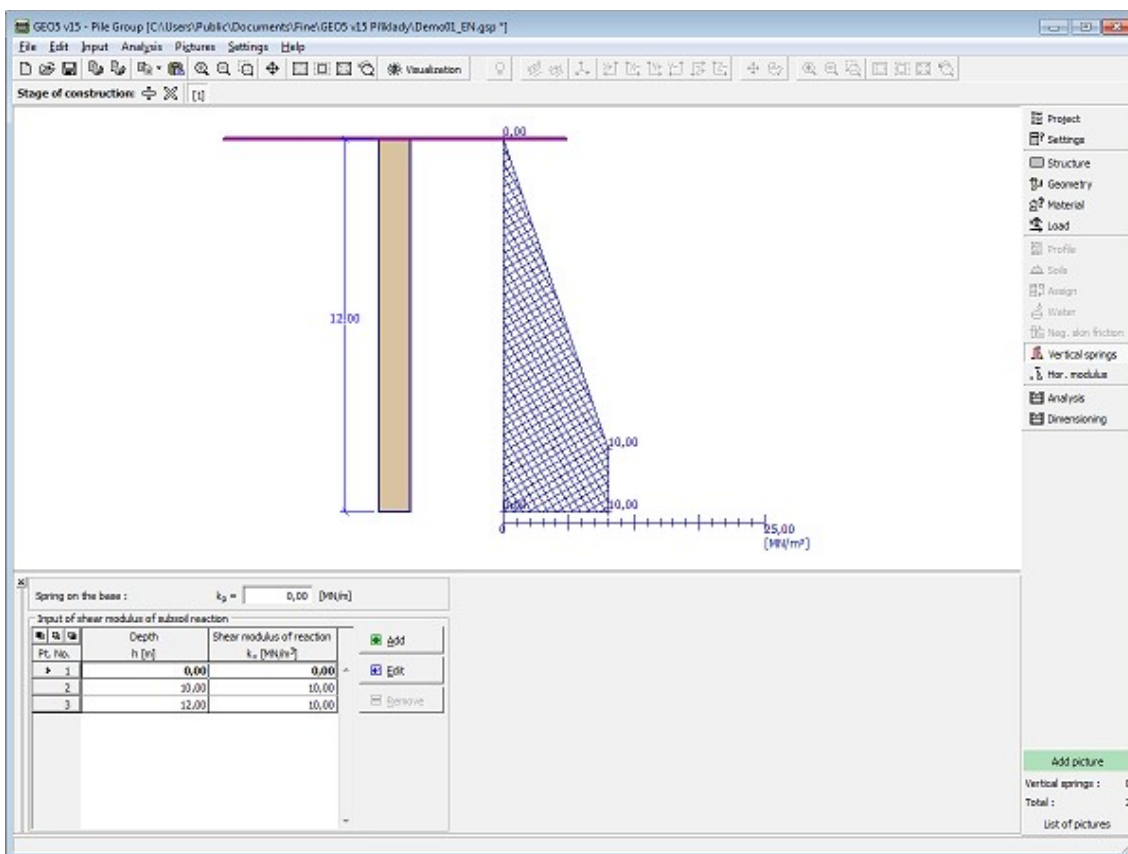 GEO5 v15 - Pile Group [C:\Users\Public\Documents\Fine\GEO5 v15 Příklady\Demo01_EN.gsp *]
File Edit Input Analysis Pictures Settings Help
Visualization
Stage of construction: [1]
0,00
12,00
10,00
0,00 10,00
0 25,00
[MN/m³]
Project
Settings
Structure
Geometry
Material
Load
Profile
Soils
Assign
Water
Neg. skin friction
Vertical springs
Hor. modulus
Analysis
Dimensioning
Spring on the base : kp = 0,00 [MN/m]
Input of shear modulus of subsoil reaction
Depth Shear modulus of reaction
Pt. No. h [m] kv [MN/m³]
1 0,00 0,00
2 10,00 10,00
3 12,00 10,00
Add
Edit
Remove
Add picture
Vertical springs :
Total :
List of pictures